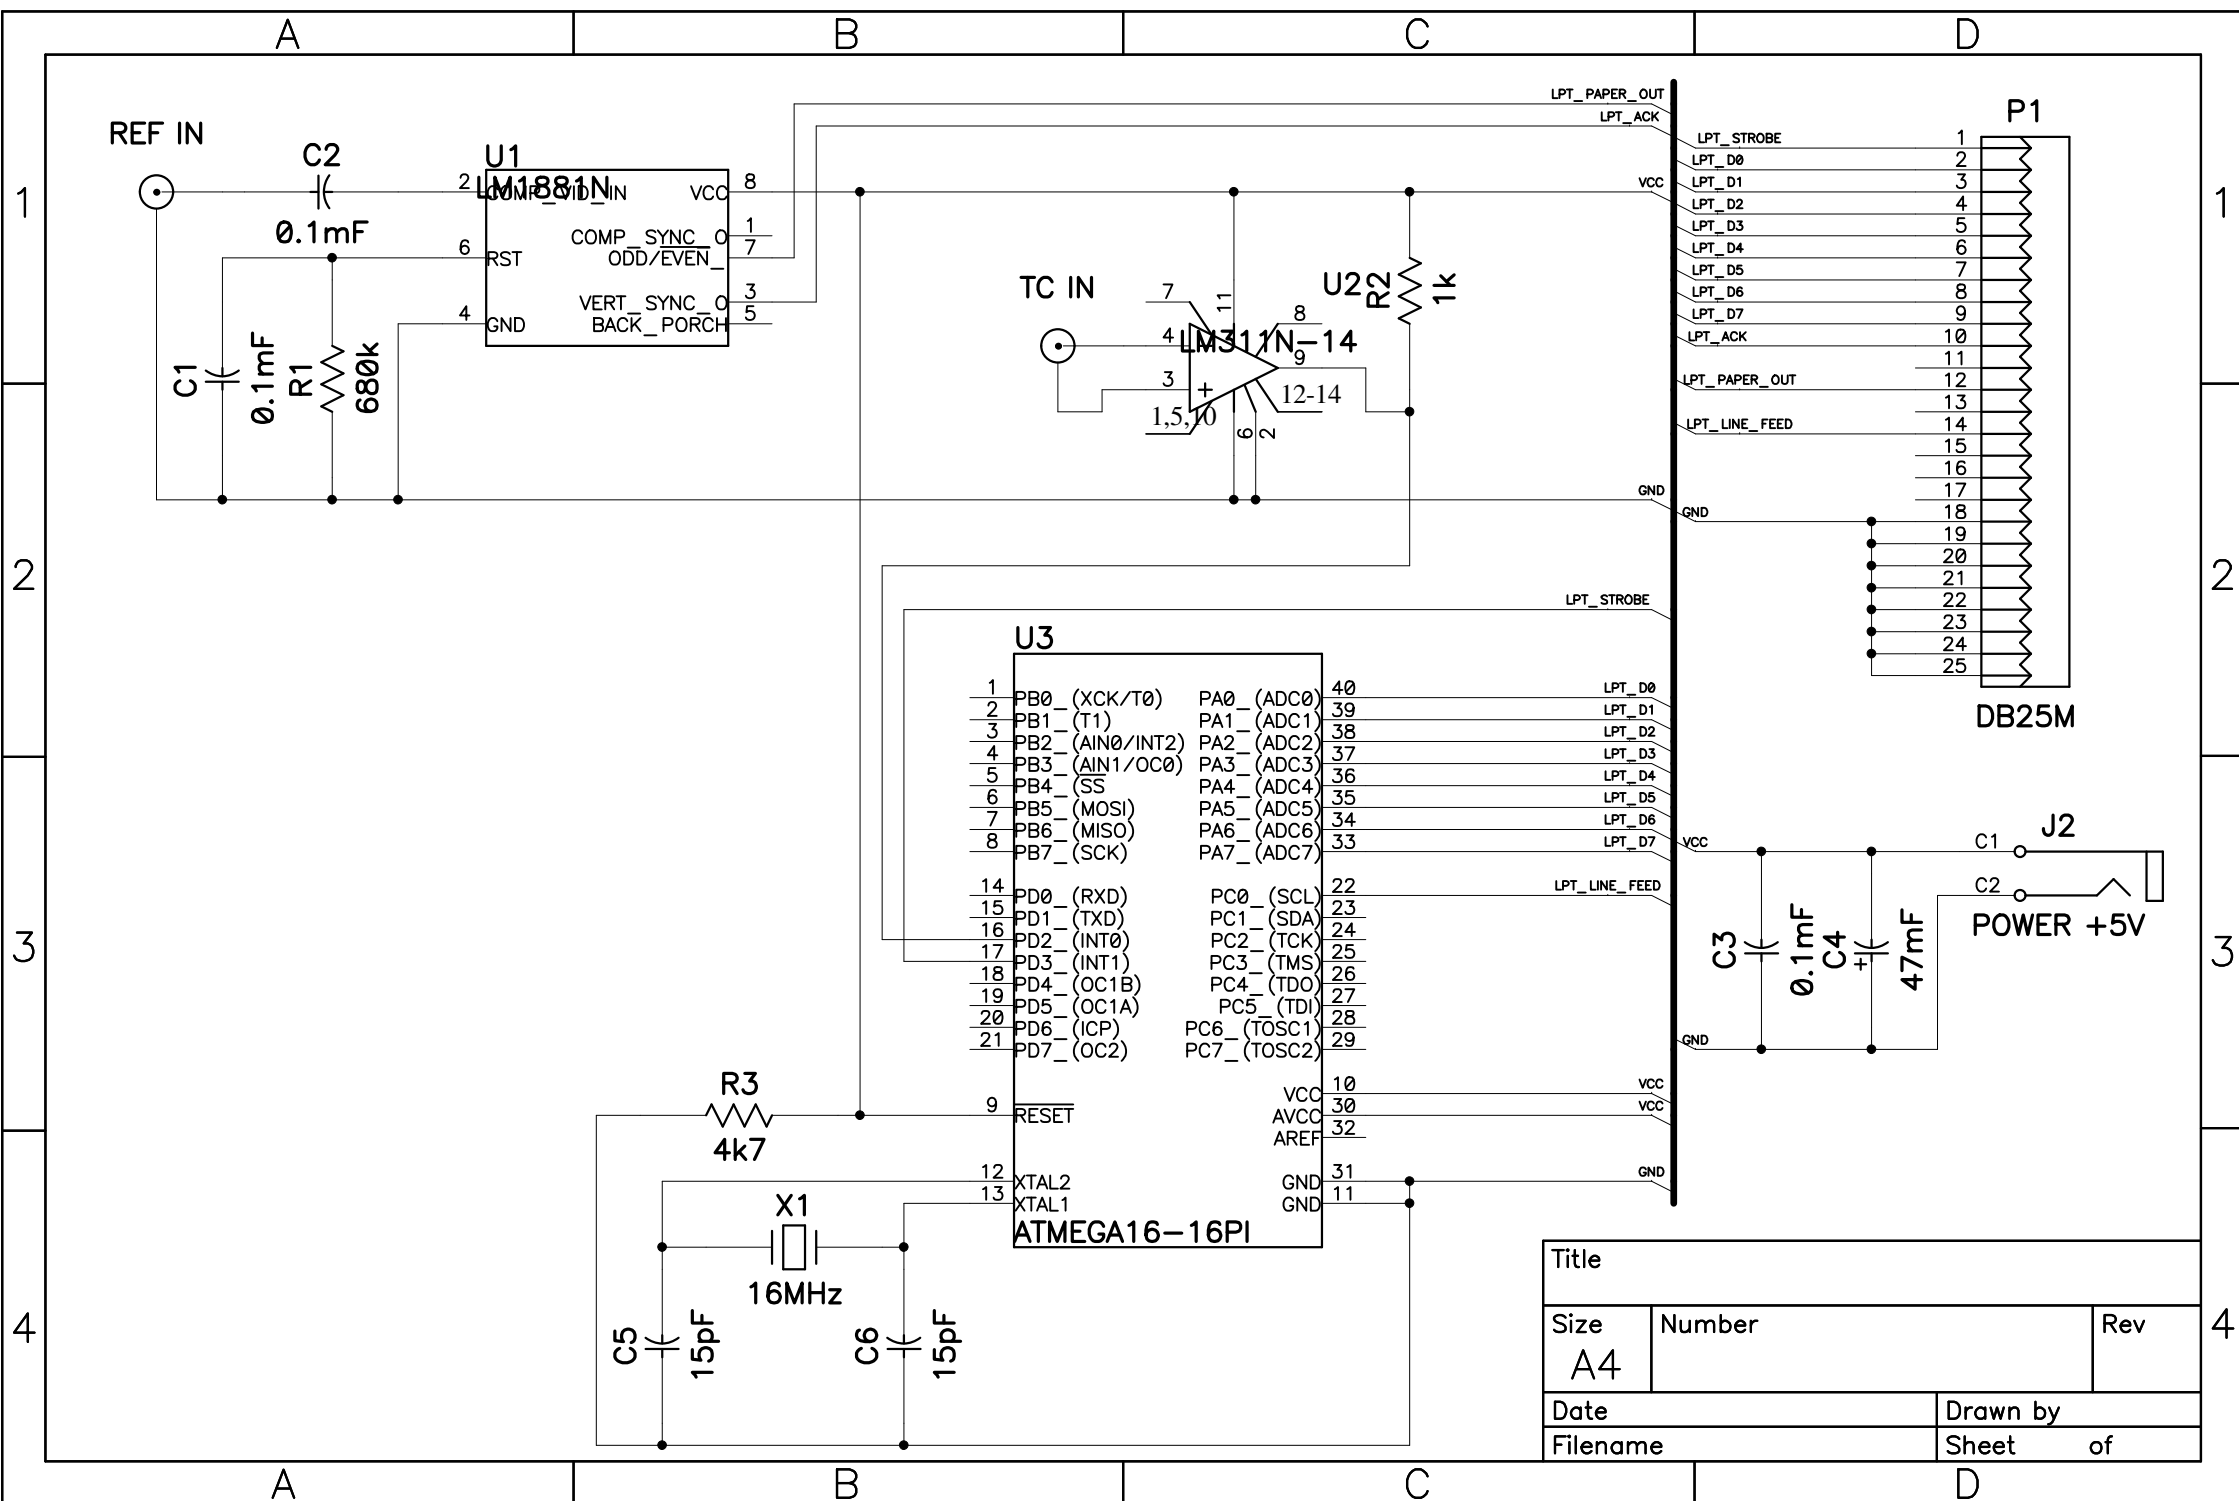 A B C D
1
2
3
4
1
2
3
4
A B C D
REF IN
C2
0.1mF
C1
0.1mF
R1
680k
U1
LM1881N
2 COMP_VID_IN
6 RST
4 GND
VCC 8
COMP_SYNC_O 1
ODD/EVEN_ 7
VERT_SYNC_O 3
BACK_PORCH 5
TC IN
U2
LM311N-14
7
4
3
+
1,5,10
11
8
9
12-14
6
2
R2
1k
LPT_PAPER_OUT
LPT_ACK
VCC
GND
LPT_STROBE
P1
LPT_STROBE 1
LPT_D0 2
LPT_D1 3
LPT_D2 4
LPT_D3 5
LPT_D4 6
LPT_D5 7
LPT_D6 8
LPT_D7 9
LPT_ACK 10
11
LPT_PAPER_OUT 12
13
LPT_LINE_FEED 14
15
16
17
GND 18
19
20
21
22
23
24
25
DB25M
U3
1 PB0_(XCK/T0)
2 PB1_(T1)
3 PB2_(AIN0/INT2)
4 PB3_(AIN1/OC0)
5 PB4_(SS
6 PB5_(MOSI)
7 PB6_(MISO)
8 PB7_(SCK)
14 PD0_(RXD)
15 PD1_(TXD)
16 PD2_(INT0)
17 PD3_(INT1)
18 PD4_(OC1B)
19 PD5_(OC1A)
20 PD6_(ICP)
21 PD7_(OC2)
9 RESET
12 XTAL2
13 XTAL1
PA0_(ADC0) 40 LPT_D0
PA1_(ADC1) 39 LPT_D1
PA2_(ADC2) 38 LPT_D2
PA3_(ADC3) 37 LPT_D3
PA4_(ADC4) 36 LPT_D4
PA5_(ADC5) 35 LPT_D5
PA6_(ADC6) 34 LPT_D6
PA7_(ADC7) 33 LPT_D7
PC0_(SCL) 22 LPT_LINE_FEED
PC1_(SDA) 23
PC2_(TCK) 24
PC3_(TMS) 25
PC4_(TDO) 26
PC5_(TDI) 27
PC6_(TOSC1) 28
PC7_(TOSC2) 29
VCC 10 VCC
AVCC 30 VCC
AREF 32
GND 31 GND
GND 11
ATMEGA16-16PI
R3
4k7
X1
16MHz
C5
15pF
C6
15pF
VCC
GND
C3
0.1mF
C4
+
47mF
J2
C1
C2
POWER +5V
Title
Size
A4
Number
Rev
Date
Drawn by
Filename
Sheet of